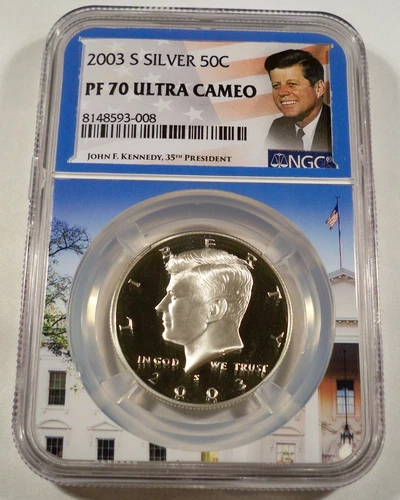 2003 S SILVER 50C
PF 70 ULTRA CAMEO
8148593-008
JOHN F. KENNEDY, 35TH PRESIDENT
NGC
LIBERTY
IN GOD WE TRUST
S
2003